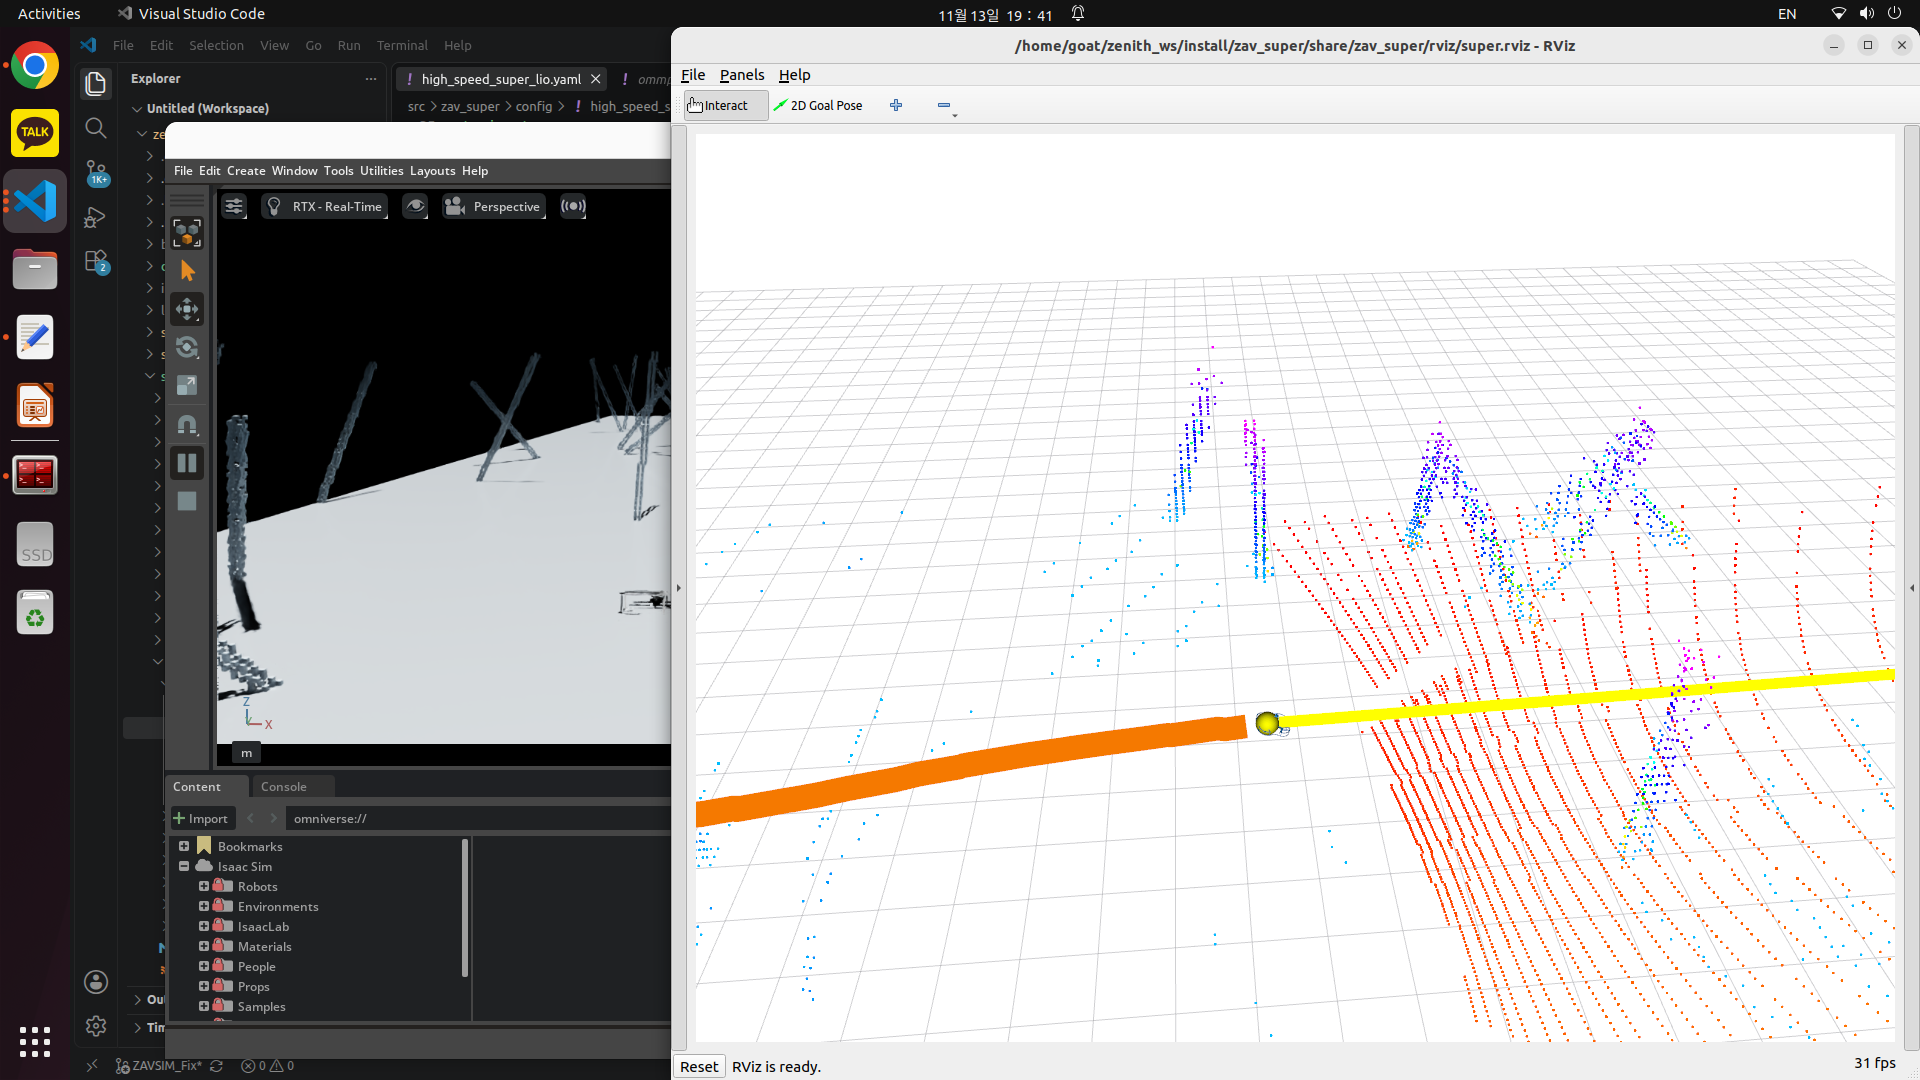 Activities
Visual Studio Code
11월 13일 19 : 41
EN
File Edit Selection View Go Run Terminal Help
/home/goat/zenith_ws/install/zav_super/share/zav_super/rviz/super.rviz - RViz
File Panels Help
Interact
2D Goal Pose
Explorer
high_speed_super_lio.yaml
Untitled (Workspace)
src > zav_super > config > ! high_speed_s
TALK
1K+
2
SSD
File Edit Create Window Tools Utilities Layouts Help
RTX - Real-Time
Perspective
Z
X
m
Content
Console
Import
omniverse://
Bookmarks
Isaac Sim
Robots
Environments
IsaacLab
Materials
People
Props
Samples
ZAVSIM_Fix*
0 0
Reset
RViz is ready.
31 fps